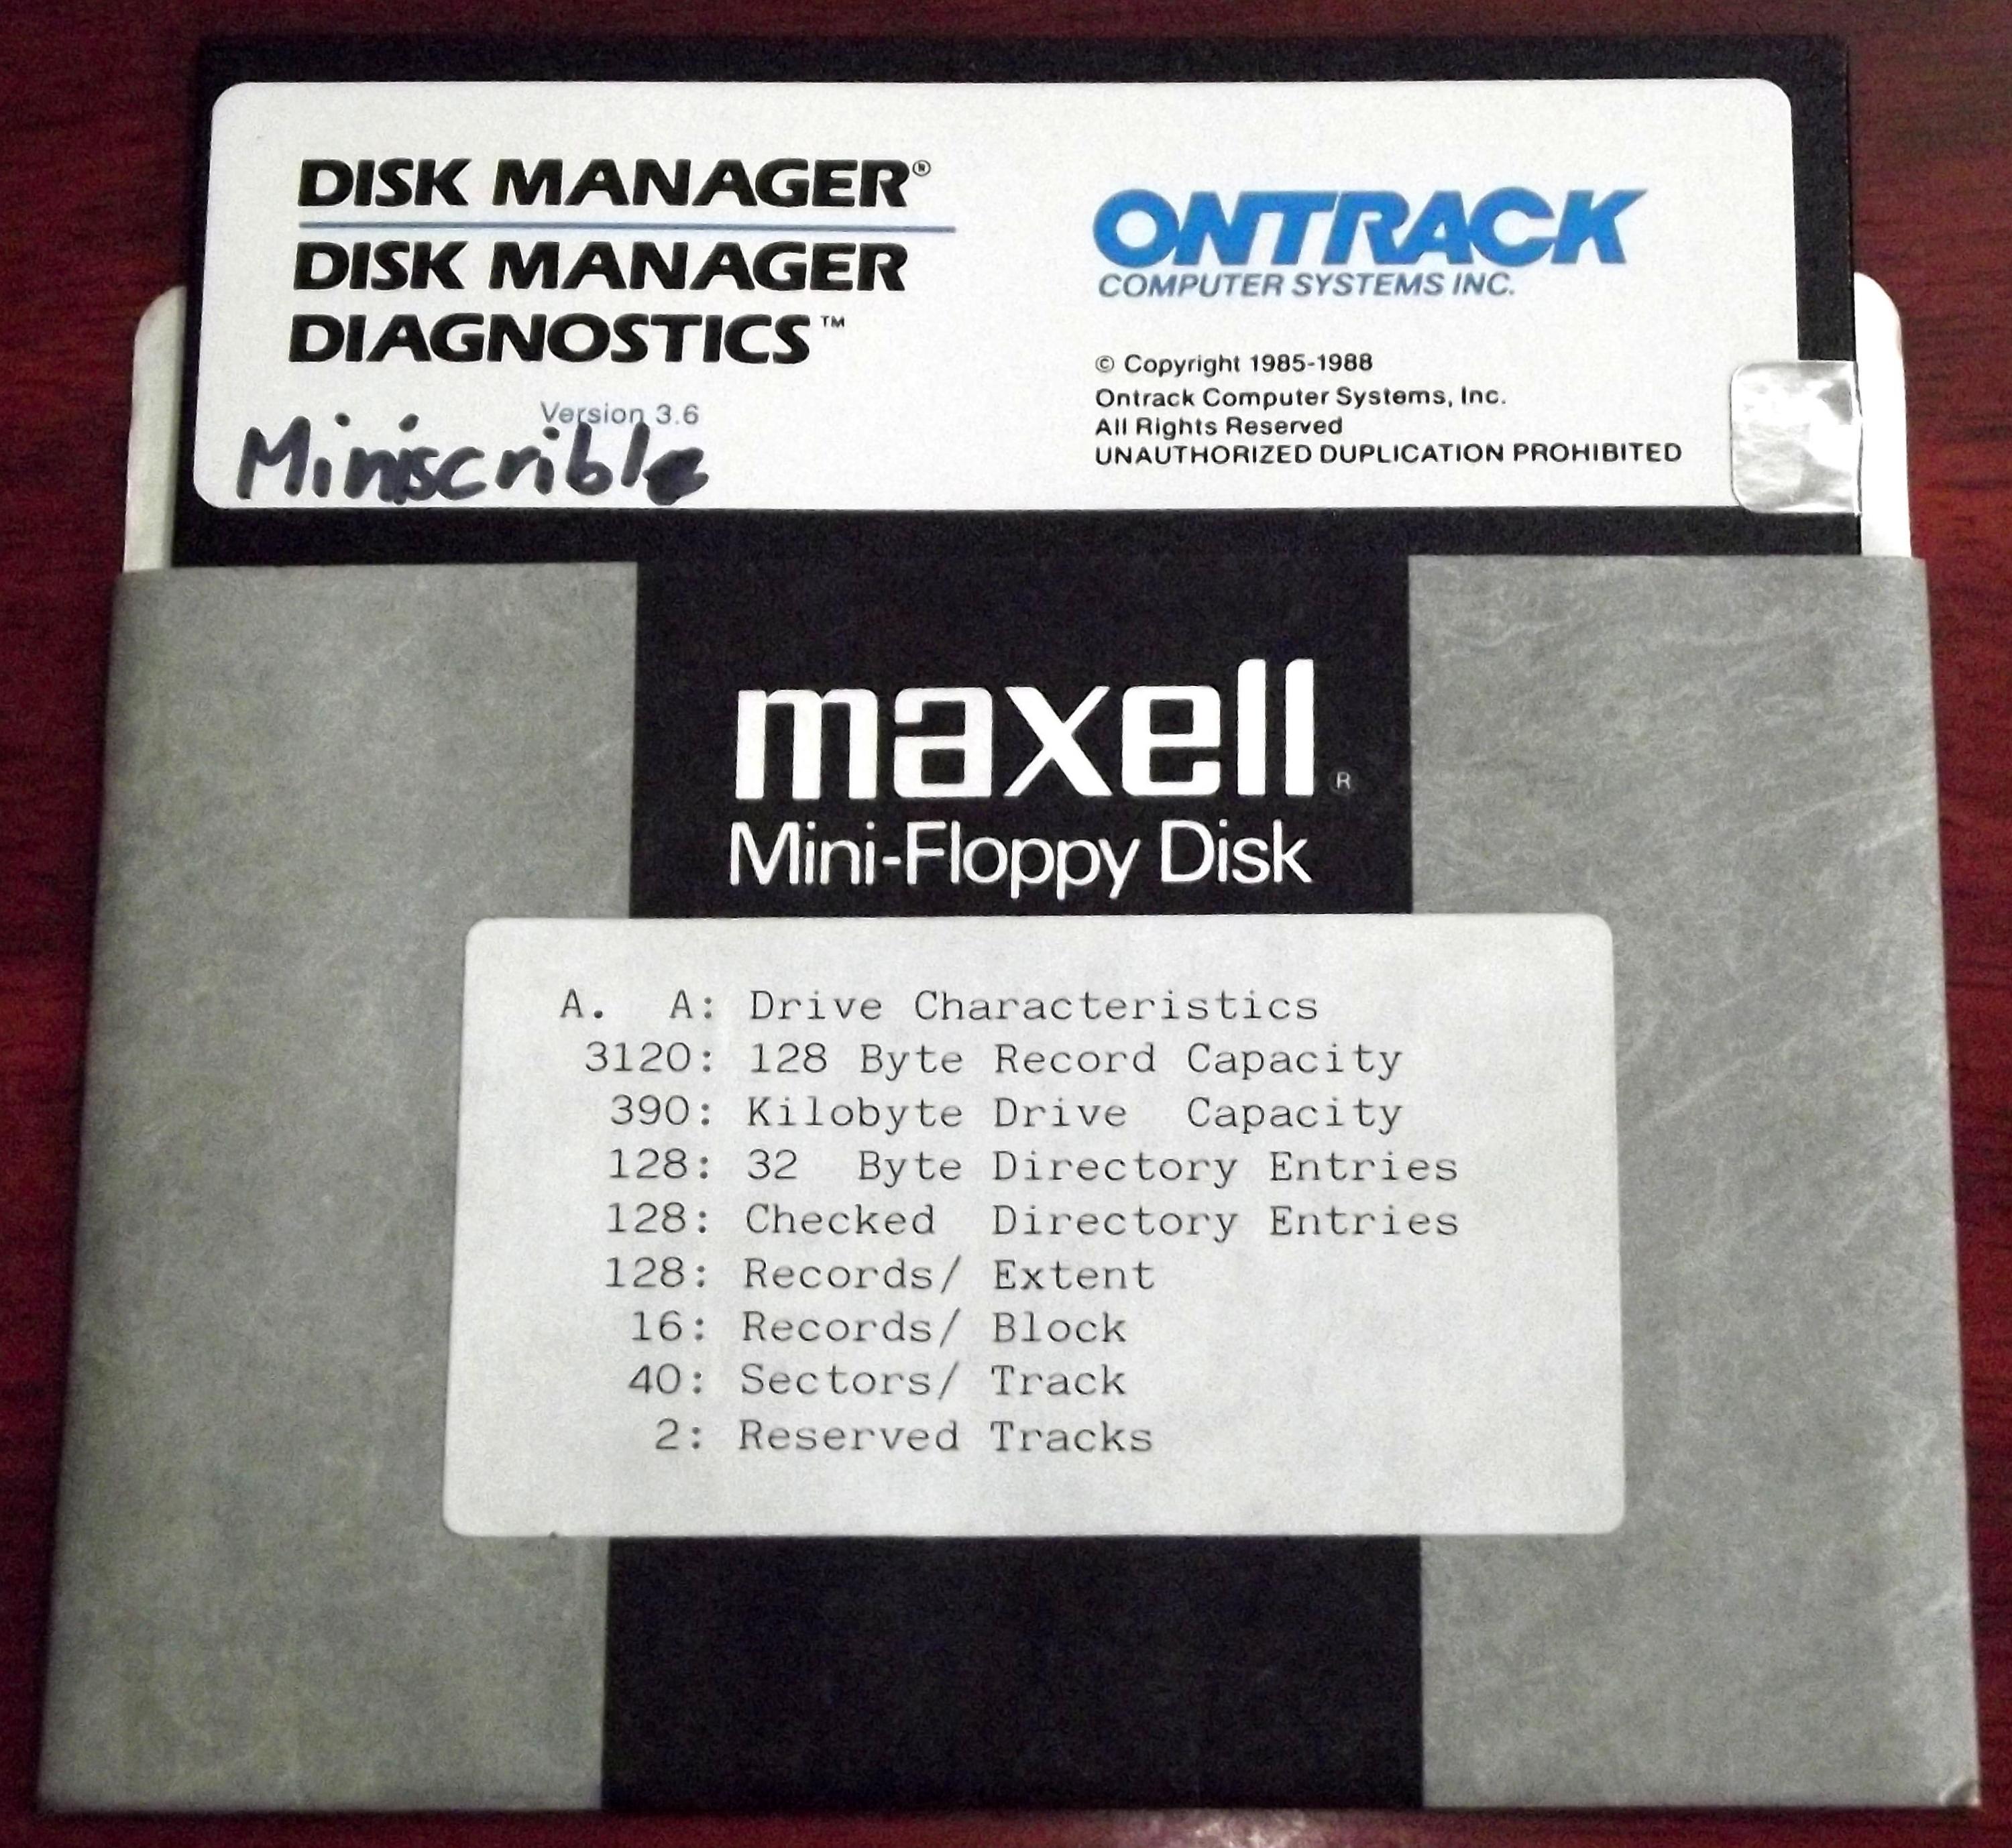 DISK MANAGER®
DISK MANAGER
DIAGNOSTICS™
Version 3.6
Miniscrible
ONTRACK
COMPUTER SYSTEMS INC.
© Copyright 1985-1988
Ontrack Computer Systems, Inc.
All Rights Reserved
UNAUTHORIZED DUPLICATION PROHIBITED
maxell®
Mini-Floppy Disk
A. A: Drive Characteristics
3120: 128 Byte Record Capacity
390: Kilobyte Drive Capacity
128: 32 Byte Directory Entries
128: Checked Directory Entries
128: Records/ Extent
16: Records/ Block
40: Sectors/ Track
2: Reserved Tracks